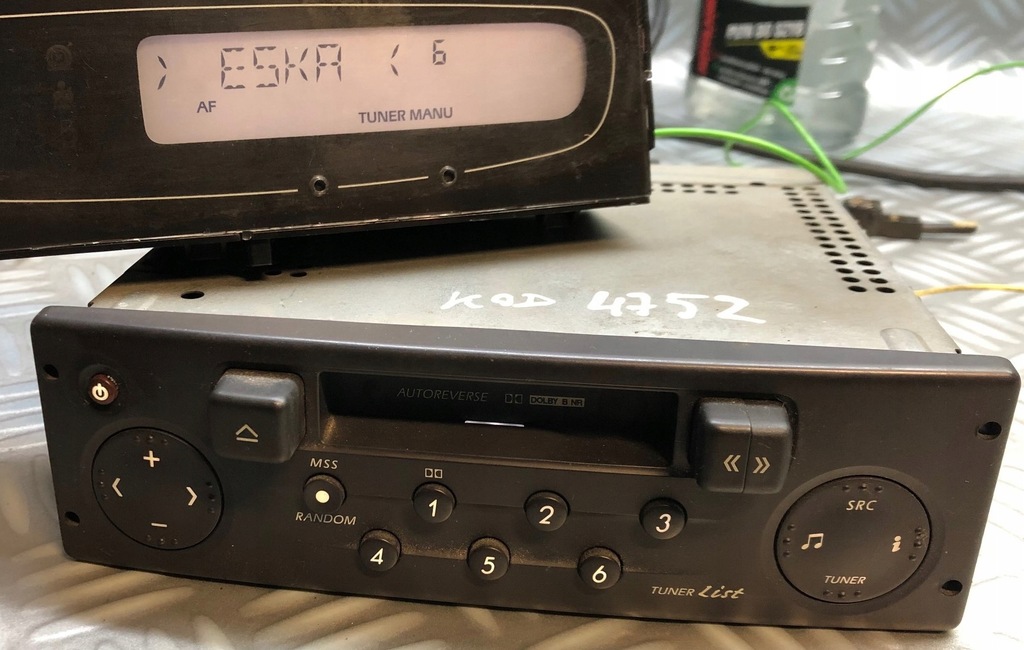 > ESKA < 6
AF
TUNER MANU
KOD 4752
AUTOREVERSE DOLBY B NR
MSS
RANDOM
1
2
3
4
5
6
SRC
TUNER
TUNER List